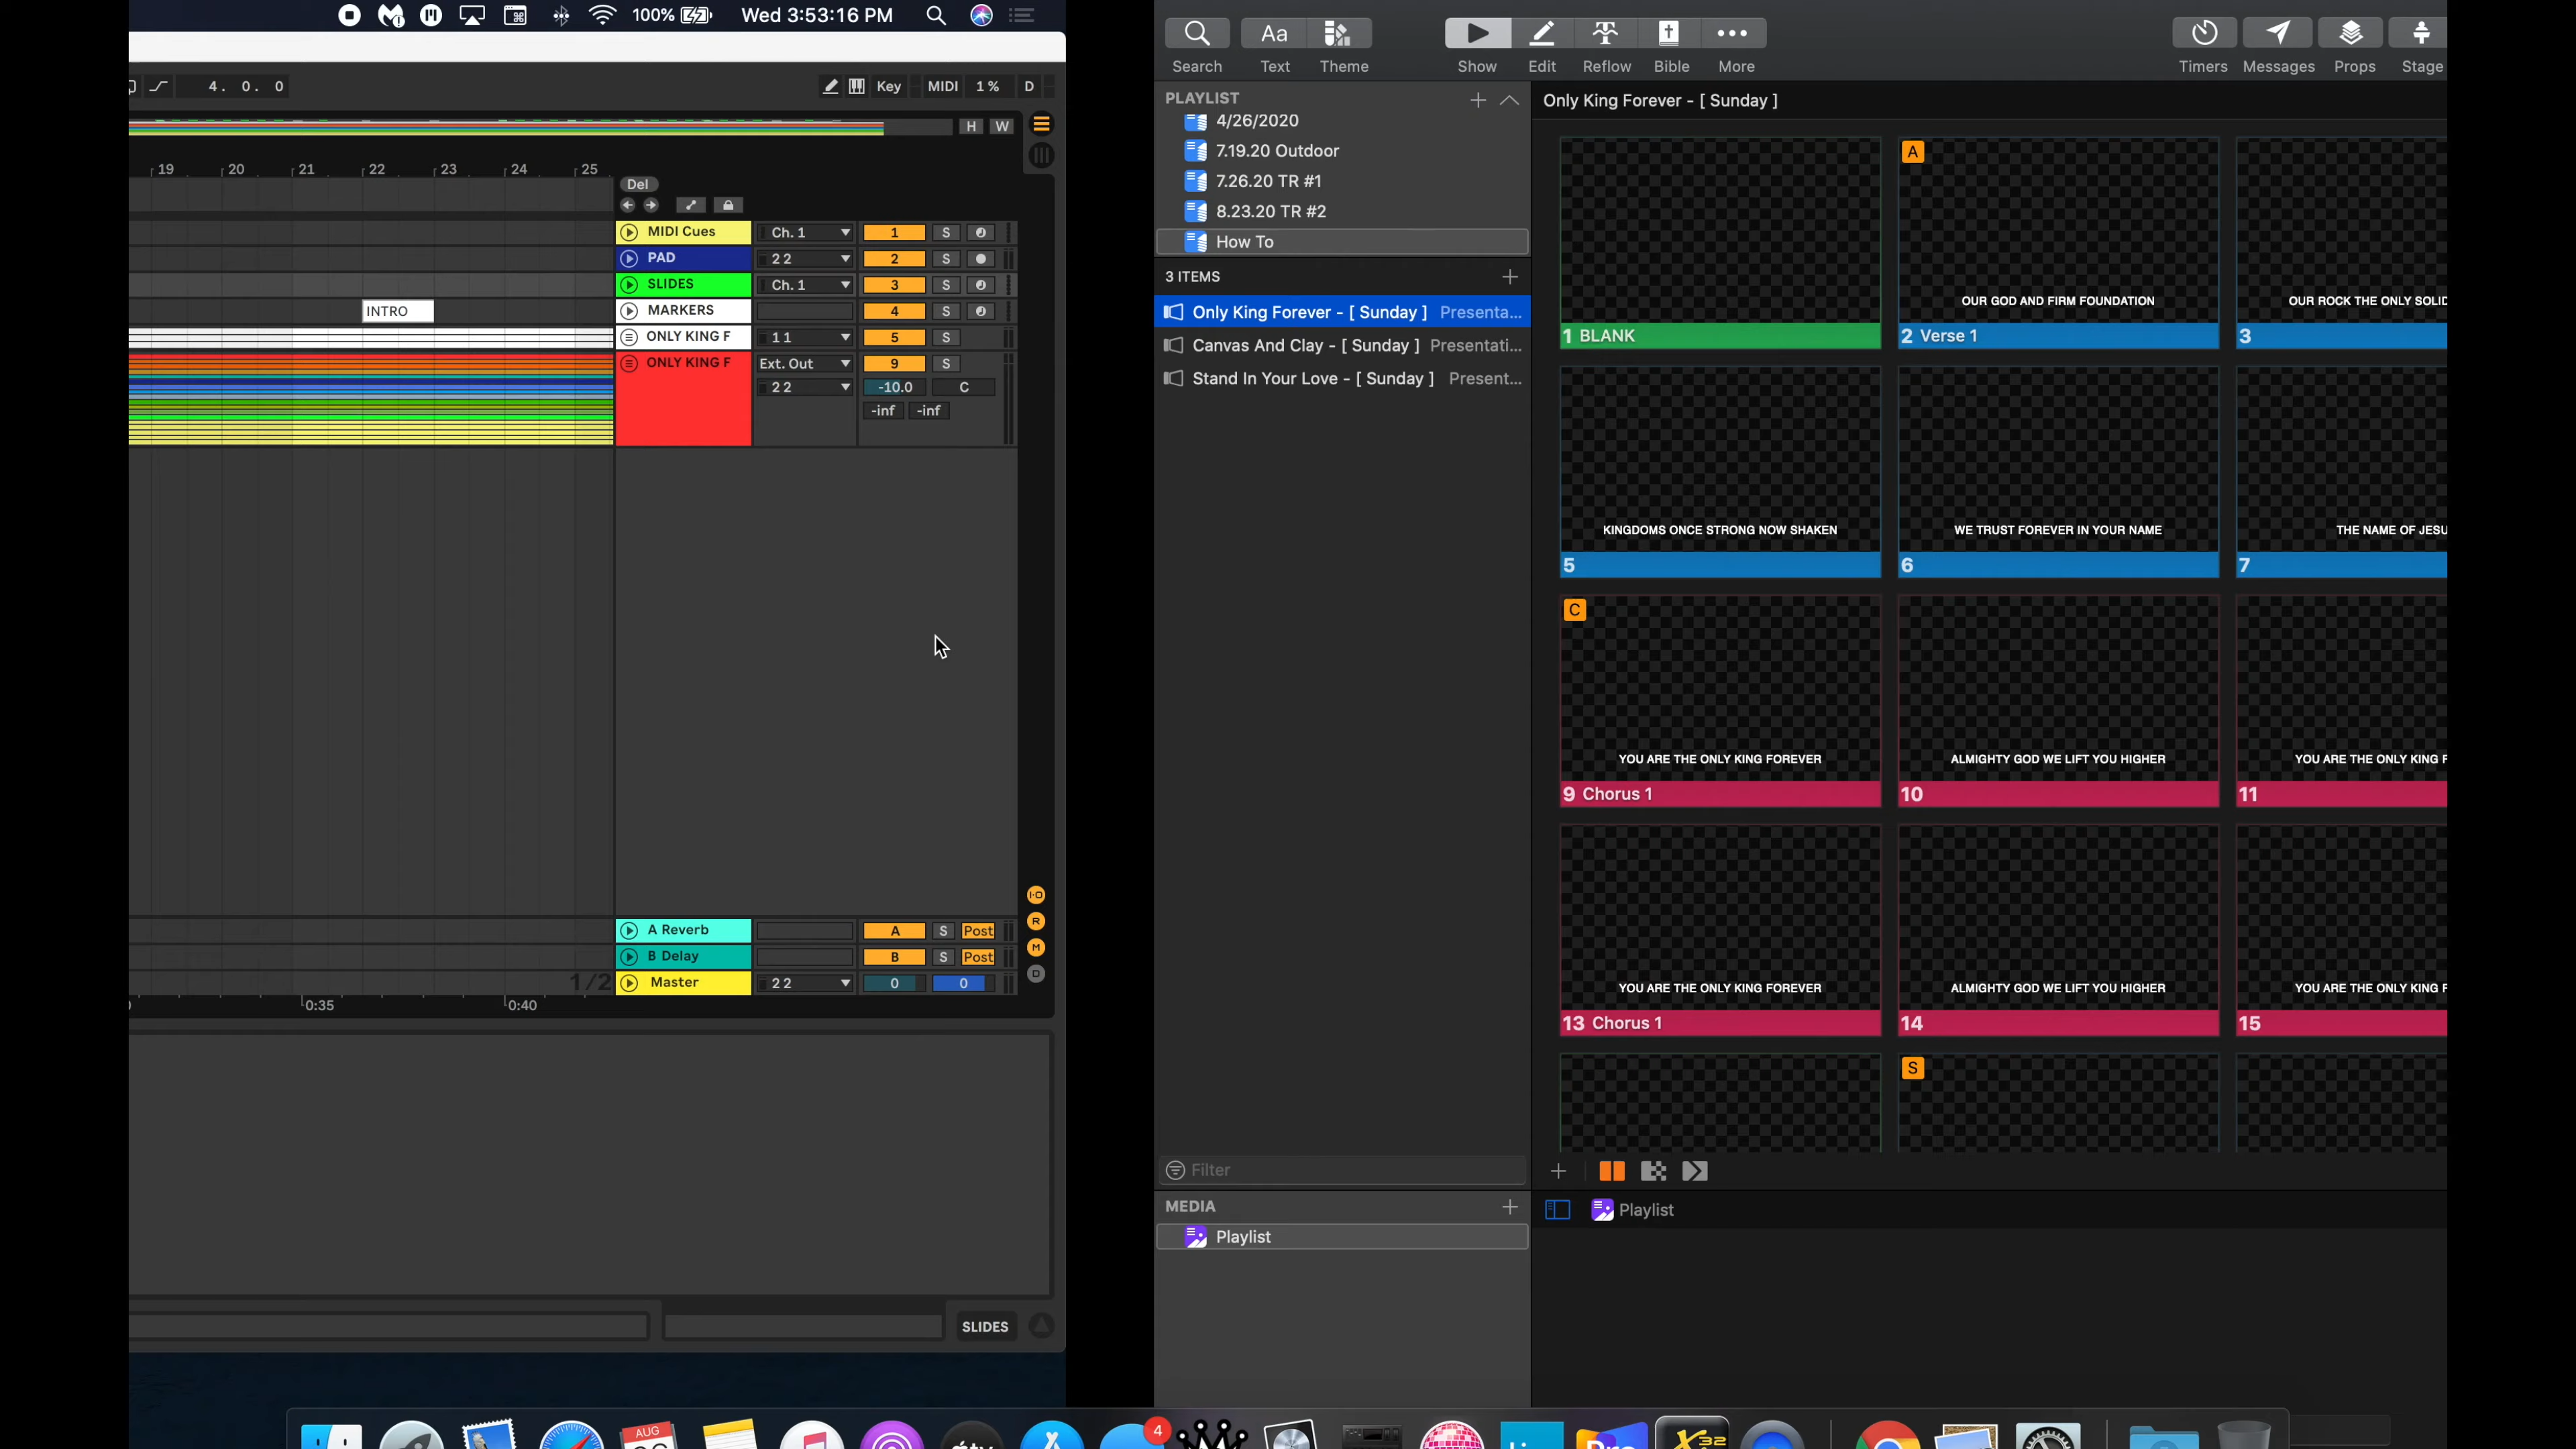 100% Wed 3:53:16 PM
4. 0. 0 Key MIDI 1 % D
H W
19 20 21 22 23 24 25
Del
MIDI Cues Ch. 1 1 S
PAD 2 2 2 S
SLIDES Ch. 1 3 S
INTRO MARKERS 4 S
ONLY KING F 1 1 5 S
ONLY KING F Ext. Out 9 S
2 2 -10.0 C
-inf -inf
I-O
R
M
D
A Reverb A S Post
B Delay B S Post
1/2 Master 2 2 0 0
0:35 0:40
SLIDES
Search Text Theme Show Edit Reflow Bible More Timers Messages Props Stage
Aa
PLAYLIST
4/26/2020
7.19.20 Outdoor
7.26.20 TR #1
8.23.20 TR #2
How To
3 ITEMS
Only King Forever - [ Sunday ] Presenta...
Canvas And Clay - [ Sunday ] Presentati...
Stand In Your Love - [ Sunday ] Present...
Filter
MEDIA
Playlist
Only King Forever - [ Sunday ]
A
OUR GOD AND FIRM FOUNDATION OUR ROCK THE ONLY SOLID
1 BLANK 2 Verse 1 3
KINGDOMS ONCE STRONG NOW SHAKEN WE TRUST FOREVER IN YOUR NAME THE NAME OF JESU
5 6 7
C
YOU ARE THE ONLY KING FOREVER ALMIGHTY GOD WE LIFT YOU HIGHER YOU ARE THE ONLY KING F
9 Chorus 1 10 11
YOU ARE THE ONLY KING FOREVER ALMIGHTY GOD WE LIFT YOU HIGHER YOU ARE THE ONLY KING F
13 Chorus 1 14 15
S
Playlist
AUG
4
X32